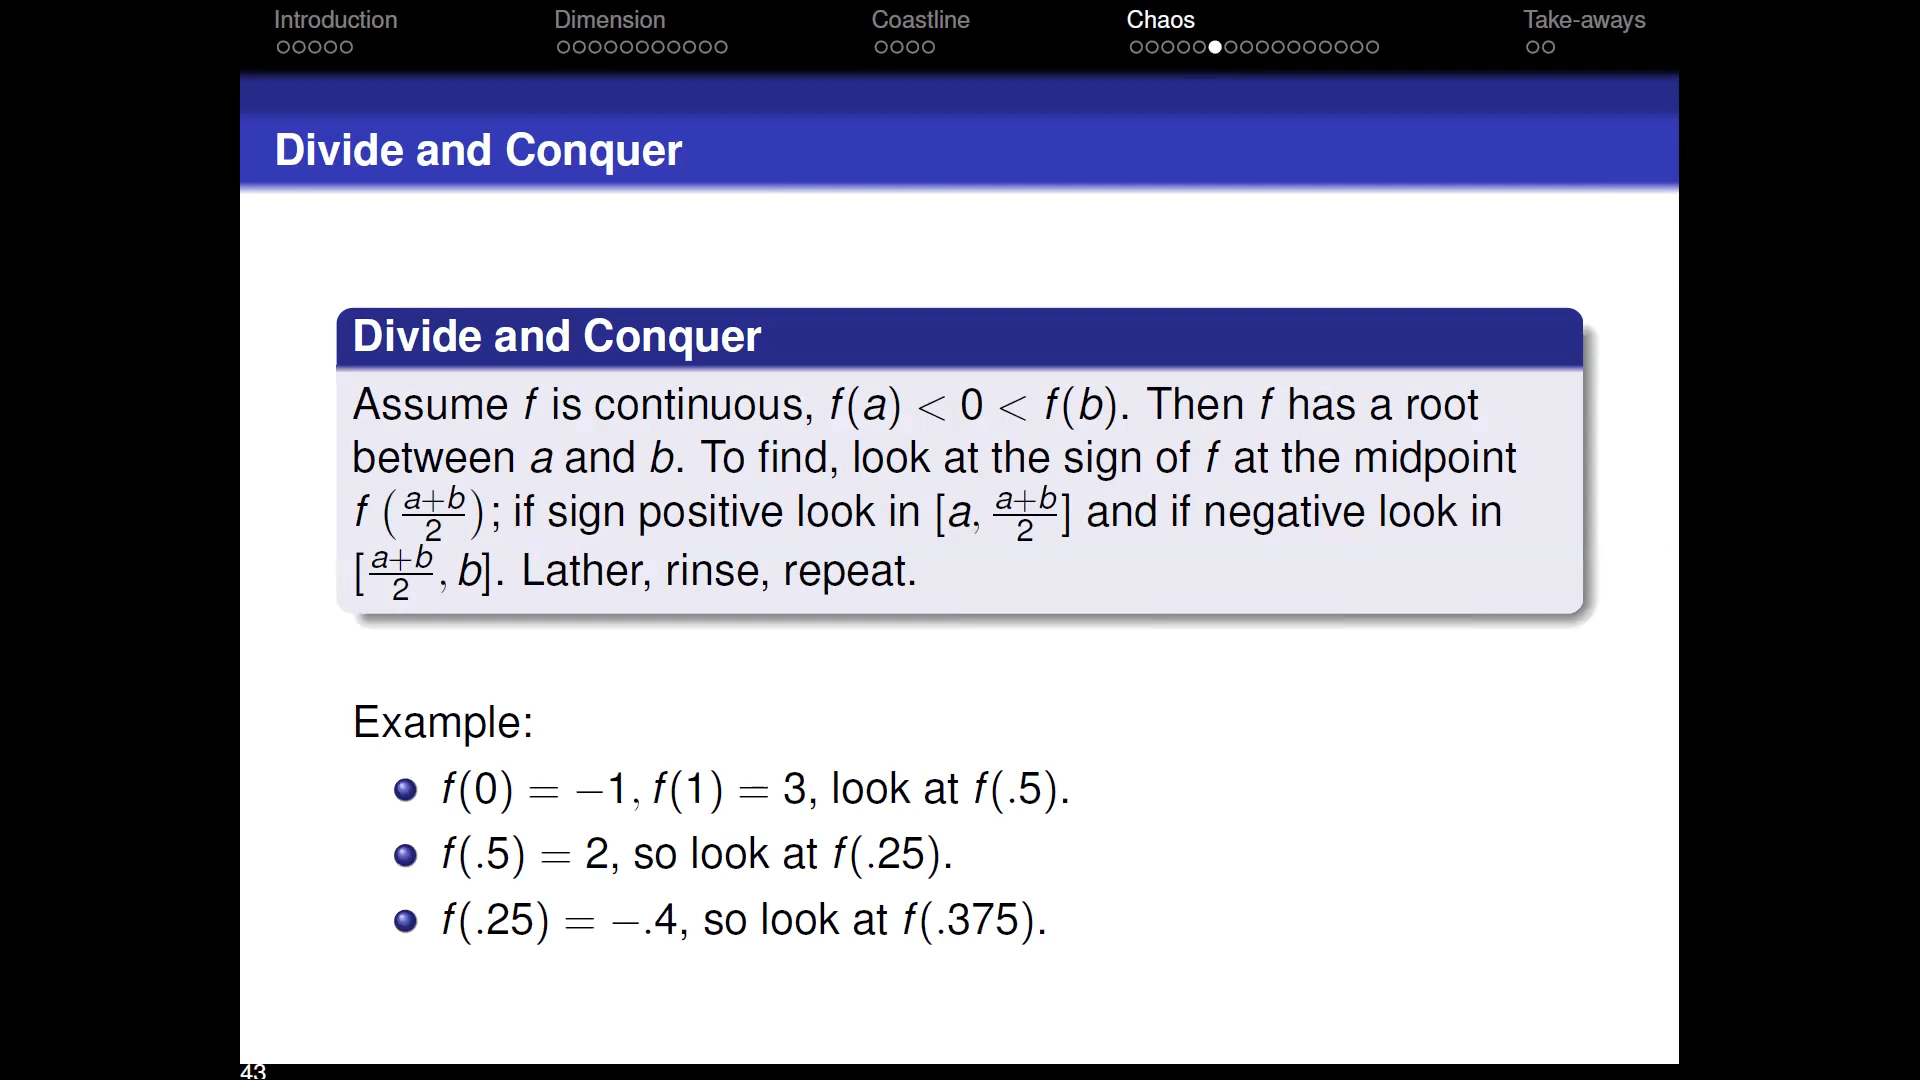 Introduction Dimension Coastline Chaos Take-aways
Divide and Conquer
Divide and Conquer
Assume f is continuous, f(a) < 0 < f(b). Then f has a root
between a and b. To find, look at the sign of f at the midpoint
f ((a+b)/2); if sign positive look in [a, (a+b)/2] and if negative look in
[(a+b)/2, b]. Lather, rinse, repeat.
Example:
f(0) = −1, f(1) = 3, look at f(.5).
f(.5) = 2, so look at f(.25).
f(.25) = −.4, so look at f(.375).
43